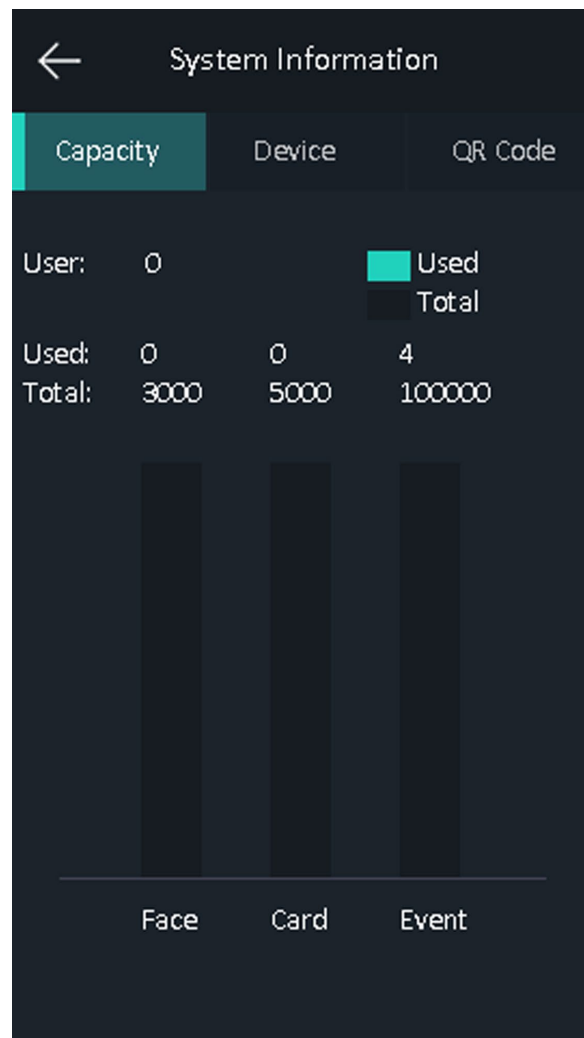 System Information
Capacity Device QR Code
User: 0 Used
Total
Used: 0 0 4
Total: 3000 5000 100000
Face Card Event